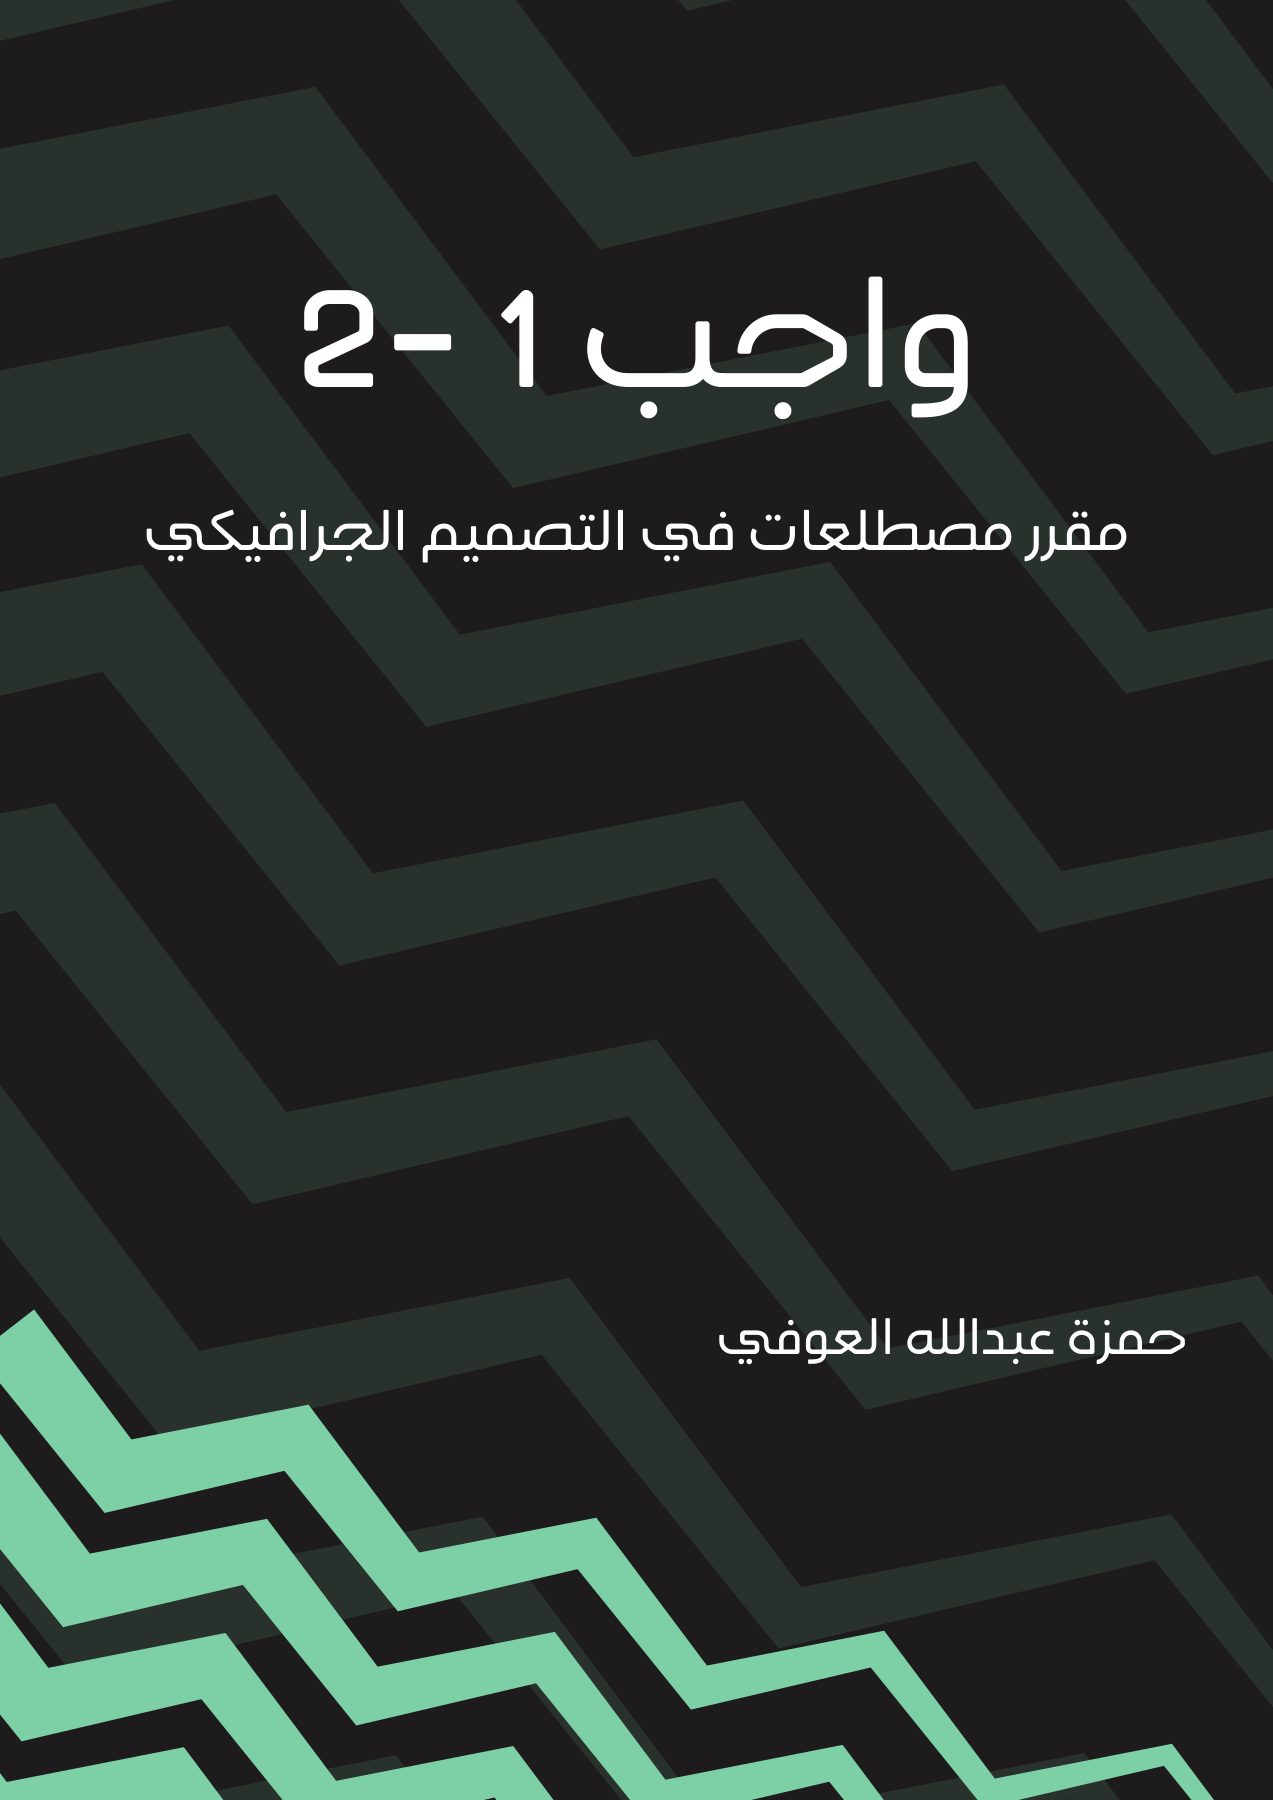 واجب 1 -2
مقرر مصطلعات في التصميم الجرافيكي
حمزة عبدالله العوفي